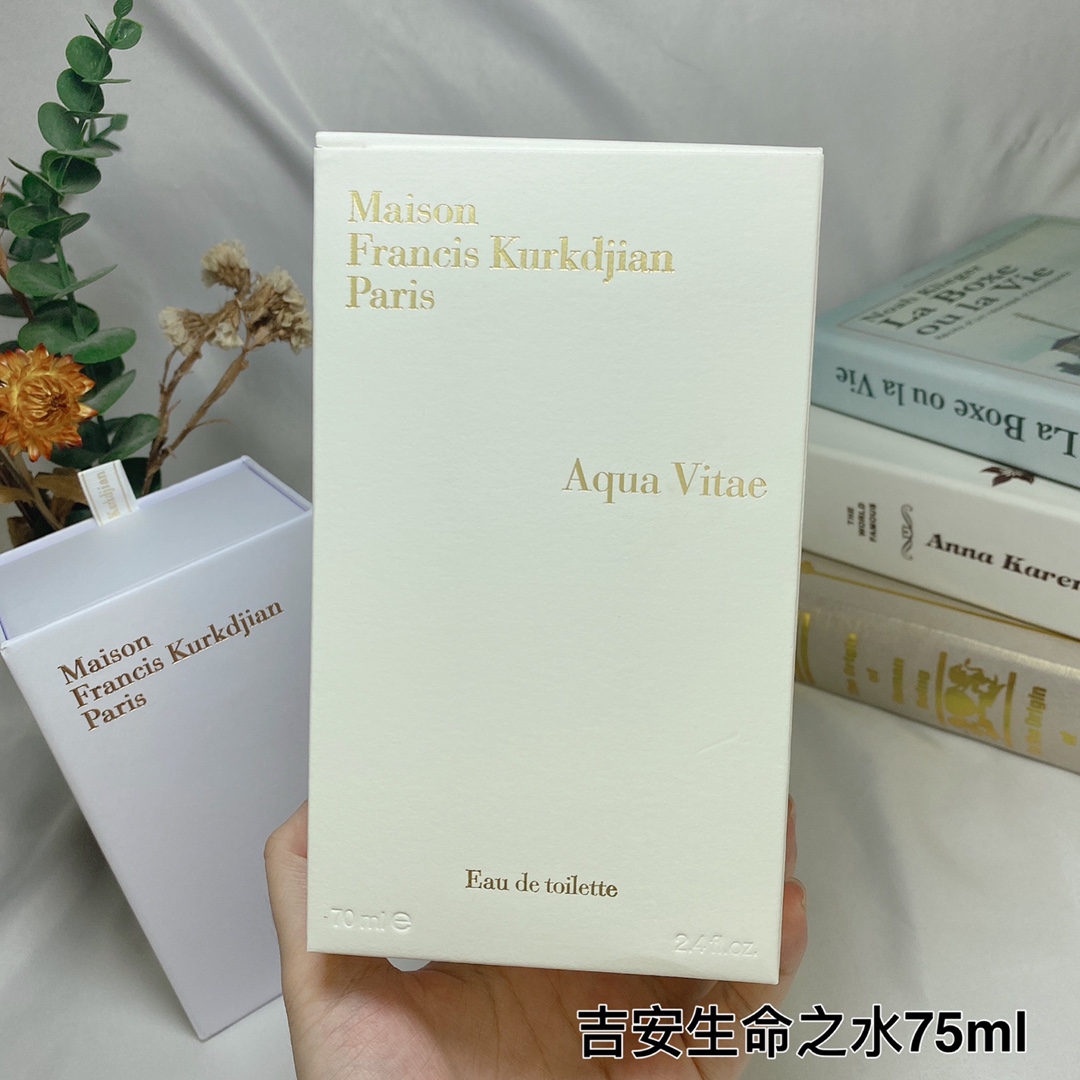 Maison
Francis Kurkdjian
Paris
Aqua Vitae
Eau de toilette
70 ml ℮
2.4 fl.oz.
Kurkdjian
Maison
Francis Kurkdjian
Paris
La Boxe
ou la Vie
La Boxe ou la Vie
THE
WORLD
FAMOUS
Anna Karen
Origin
of
吉安生命之水75ml